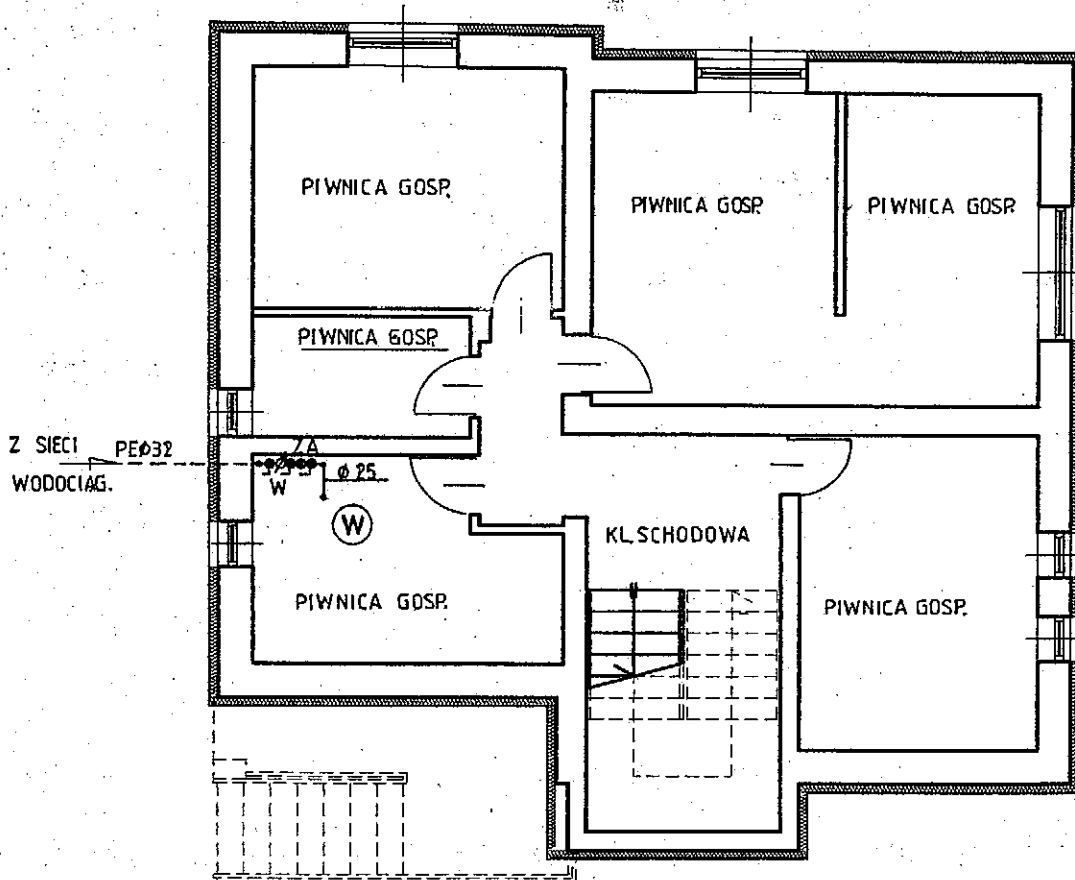 PIWNICA GOSP.
PIWNICA GOSP.
PIWNICA GOSP.
PIWNICA GOSP.
Z SIECI PEØ32
WODOCIĄG.
ZA
W
Ø 25
W
KL.SCHODOWA
PIWNICA GOSP.
PIWNICA GOSP.